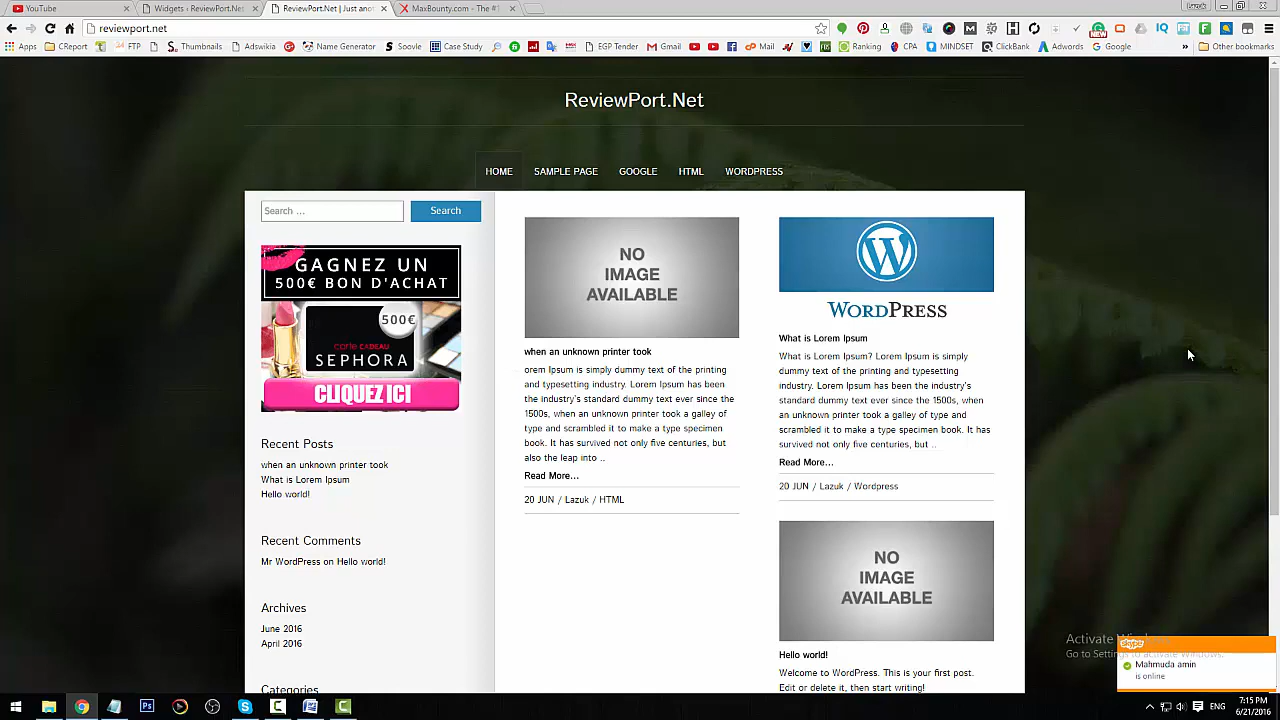 YouTube
Widgets ‹ ReviewPort.Net
ReviewPort.Net | Just anot
MaxBounty.com - The #1
reviewport.net
Apps
CReport
FTP
Thumbnails
Adswikia
Name Generator
Soovle
Case Study
EGP Tender
Gmail
Mail
Ranking
CPA
MINDSET
ClickBank
Adwords
Google
»
Other bookmarks
ReviewPort.Net
HOME
SAMPLE PAGE
GOOGLE
HTML
WORDPRESS
Search …
Search
GAGNEZ UN
500€ BON D'ACHAT
500€
carte CADEAU
SEPHORA
CLIQUEZ ICI
Recent Posts
when an unknown printer took
What is Lorem Ipsum
Hello world!
Recent Comments
Mr WordPress on Hello world!
Archives
June 2016
April 2016
Categories
NO
IMAGE
AVAILABLE
when an unknown printer took
orem Ipsum is simply dummy text of the printing
and typesetting industry. Lorem Ipsum has been
the industry's standard dummy text ever since the
1500s, when an unknown printer took a galley of
type and scrambled it to make a type specimen
book. It has survived not only five centuries, but
also the leap into ..
Read More...
20 JUN / Lazuk / HTML
WORDPRESS
What is Lorem Ipsum
What is Lorem Ipsum? Lorem Ipsum is simply
dummy text of the printing and typesetting
industry. Lorem Ipsum has been the industry's
standard dummy text ever since the 1500s, when
an unknown printer took a galley of type and
scrambled it to make a type specimen book. It has
survived not only five centuries, but ..
Read More...
20 JUN / Lazuk / Wordpress
NO
IMAGE
AVAILABLE
Hello world!
Welcome to WordPress. This is your first post.
Edit or delete it, then start writing!
Activate Windows
Go to Settings to activate Windows.
skype
Mahmuda amin
is online
ENG
7:15 PM
6/21/2016